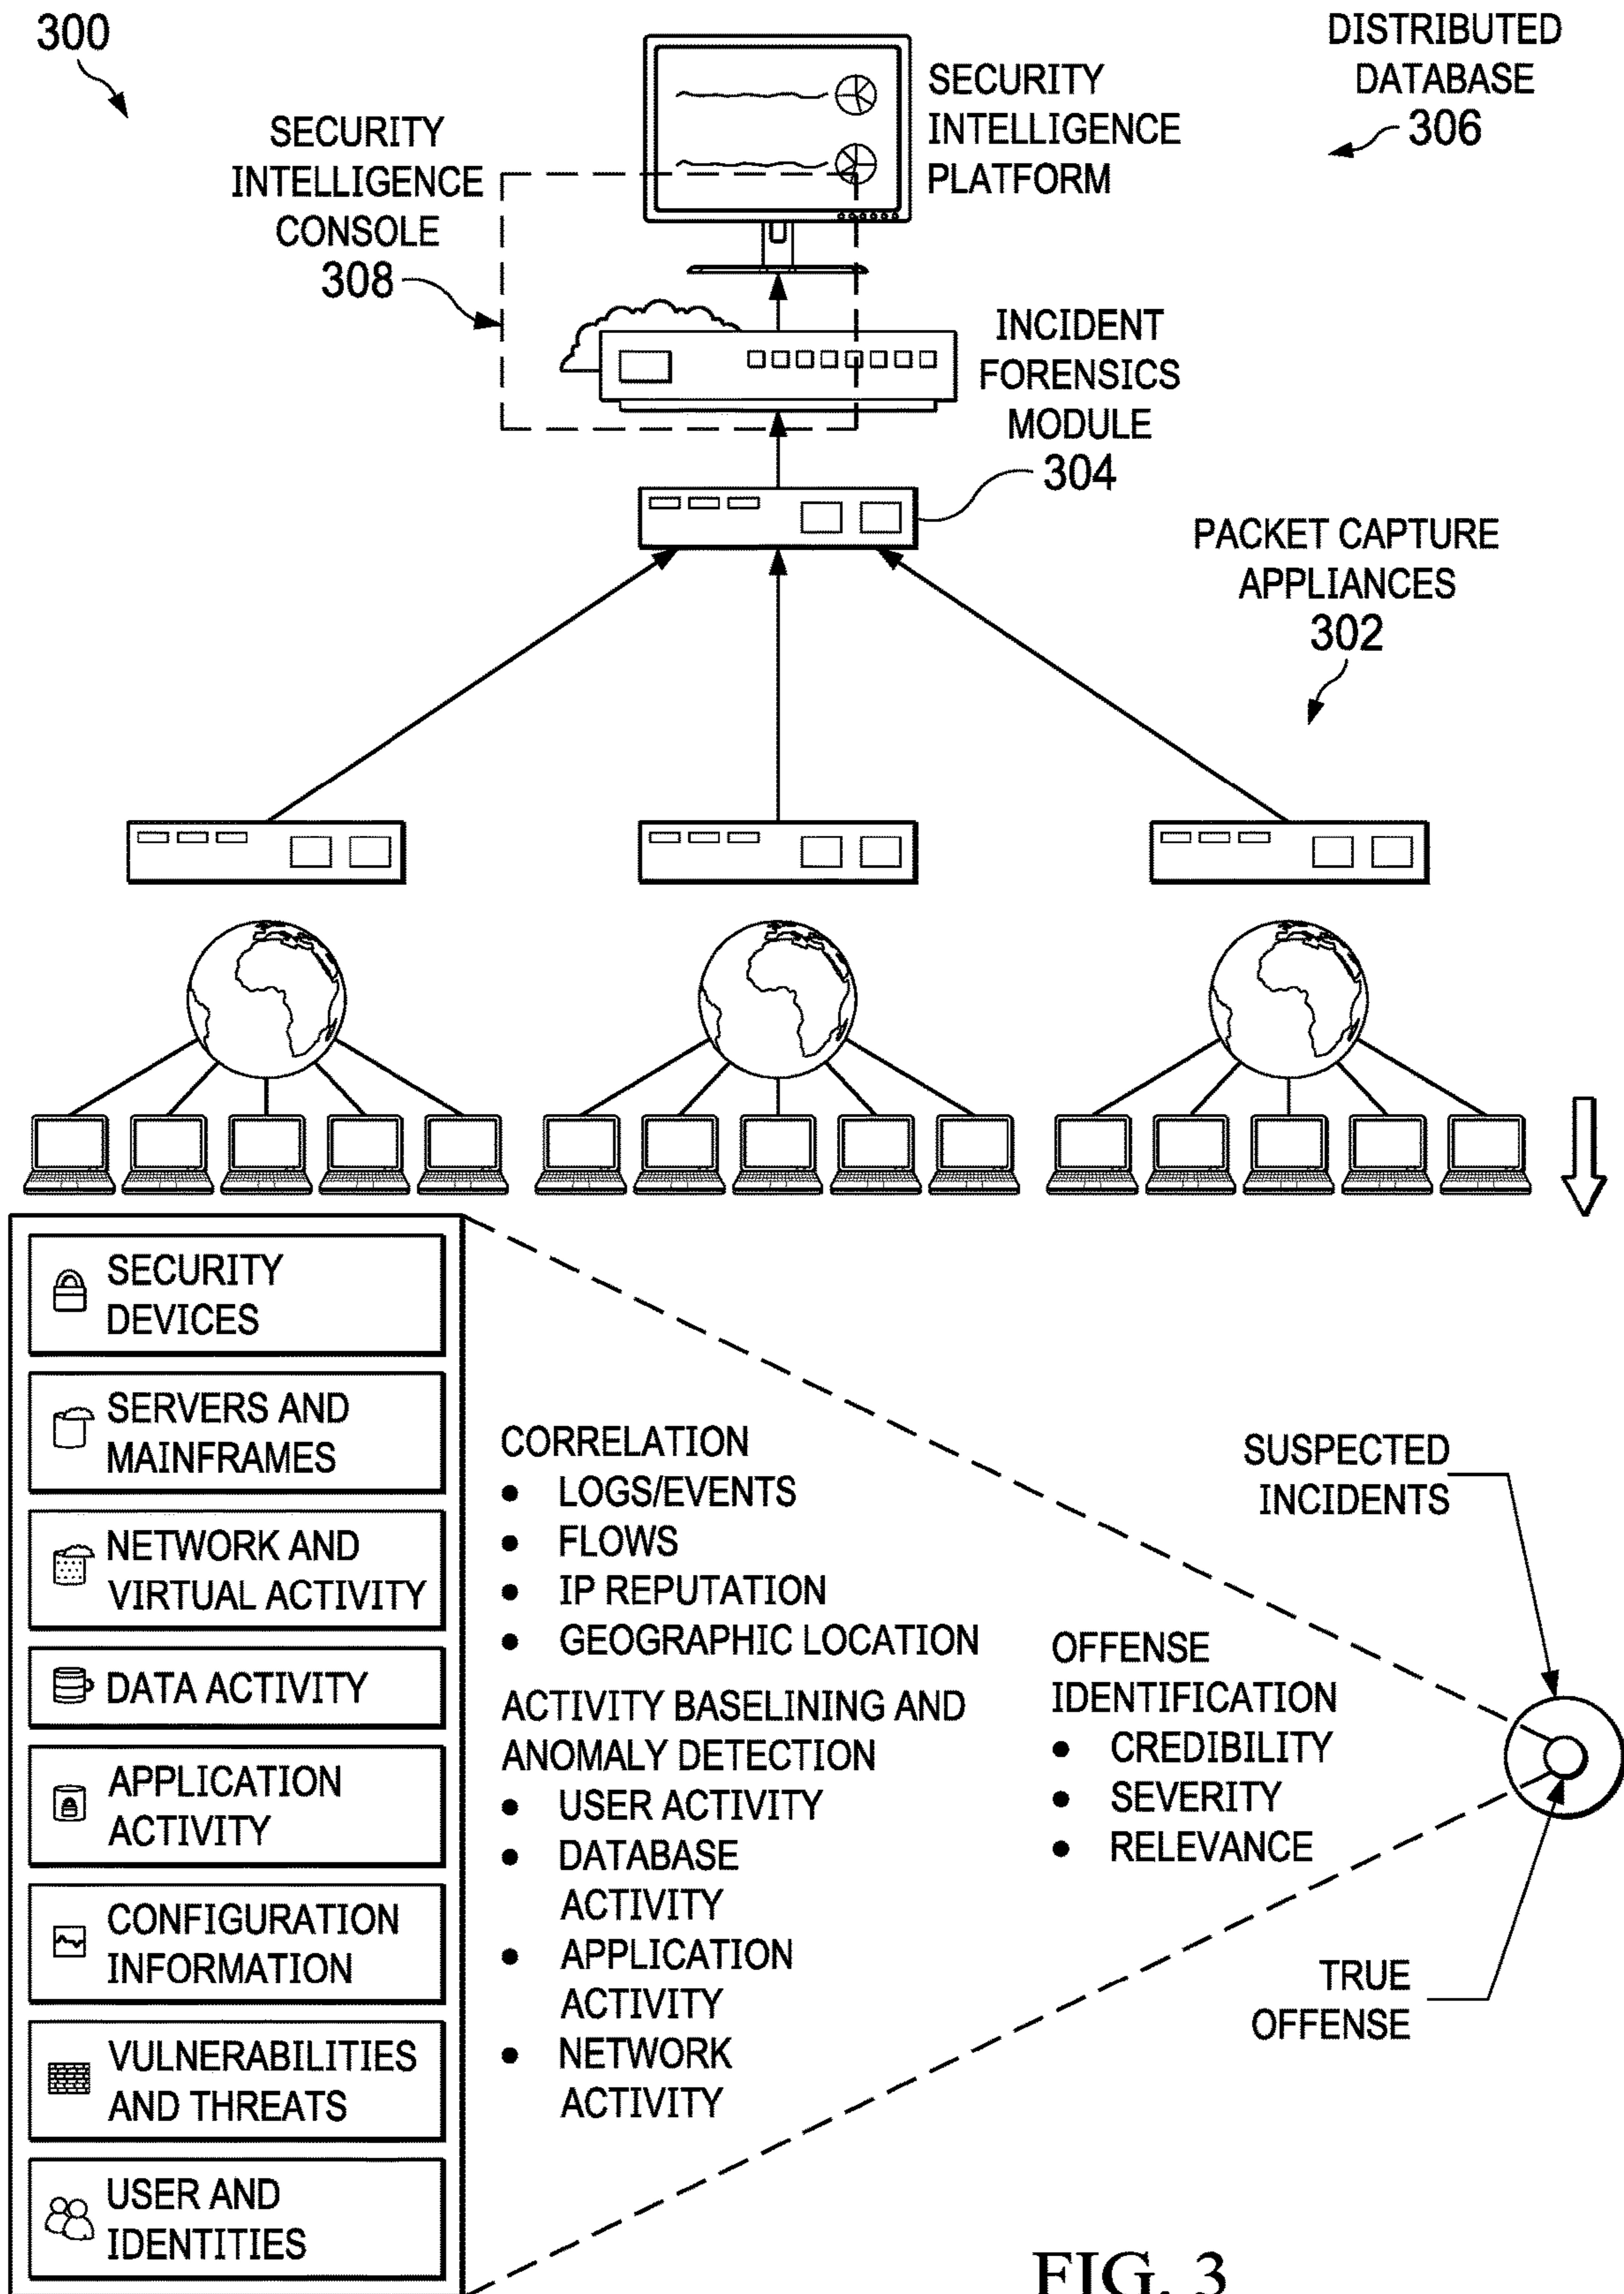 300
DISTRIBUTED
DATABASE
306
SECURITY
INTELLIGENCE
PLATFORM
SECURITY
INTELLIGENCE
CONSOLE
308
INCIDENT
FORENSICS
MODULE
304
PACKET CAPTURE
APPLIANCES
302
SECURITY
DEVICES
SERVERS AND
MAINFRAMES
NETWORK AND
VIRTUAL ACTIVITY
DATA ACTIVITY
APPLICATION
ACTIVITY
CONFIGURATION
INFORMATION
VULNERABILITIES
AND THREATS
USER AND
IDENTITIES
CORRELATION
• LOGS/EVENTS
• FLOWS
• IP REPUTATION
• GEOGRAPHIC LOCATION
ACTIVITY BASELINING AND
ANOMALY DETECTION
• USER ACTIVITY
• DATABASE
ACTIVITY
• APPLICATION
ACTIVITY
• NETWORK
ACTIVITY
OFFENSE
IDENTIFICATION
• CREDIBILITY
• SEVERITY
• RELEVANCE
SUSPECTED
INCIDENTS
TRUE
OFFENSE
FIG. 3